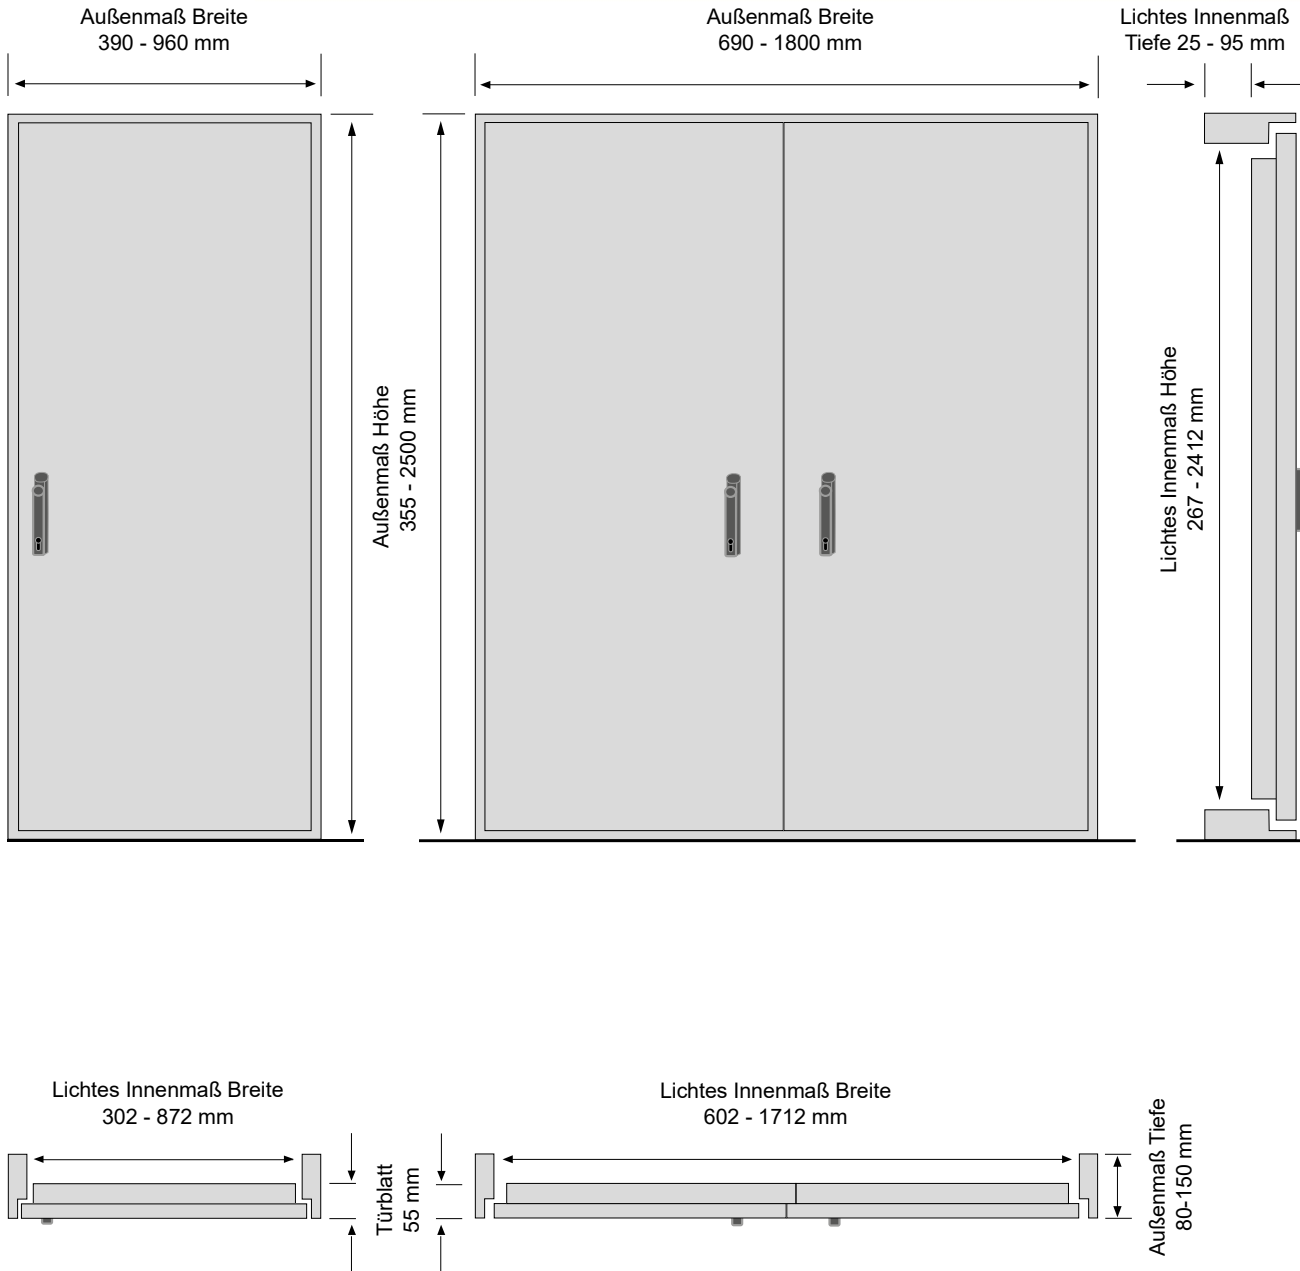 Außenmaß Breite
390 - 960 mm
Außenmaß Breite
690 - 1800 mm
Lichtes Innenmaß
Tiefe 25 - 95 mm
Außenmaß Höhe
355 - 2500 mm
Lichtes Innenmaß Höhe
267 - 2412 mm
Lichtes Innenmaß Breite
302 - 872 mm
Türblatt
55 mm
Lichtes Innenmaß Breite
602 - 1712 mm
Außenmaß Tiefe
80-150 mm